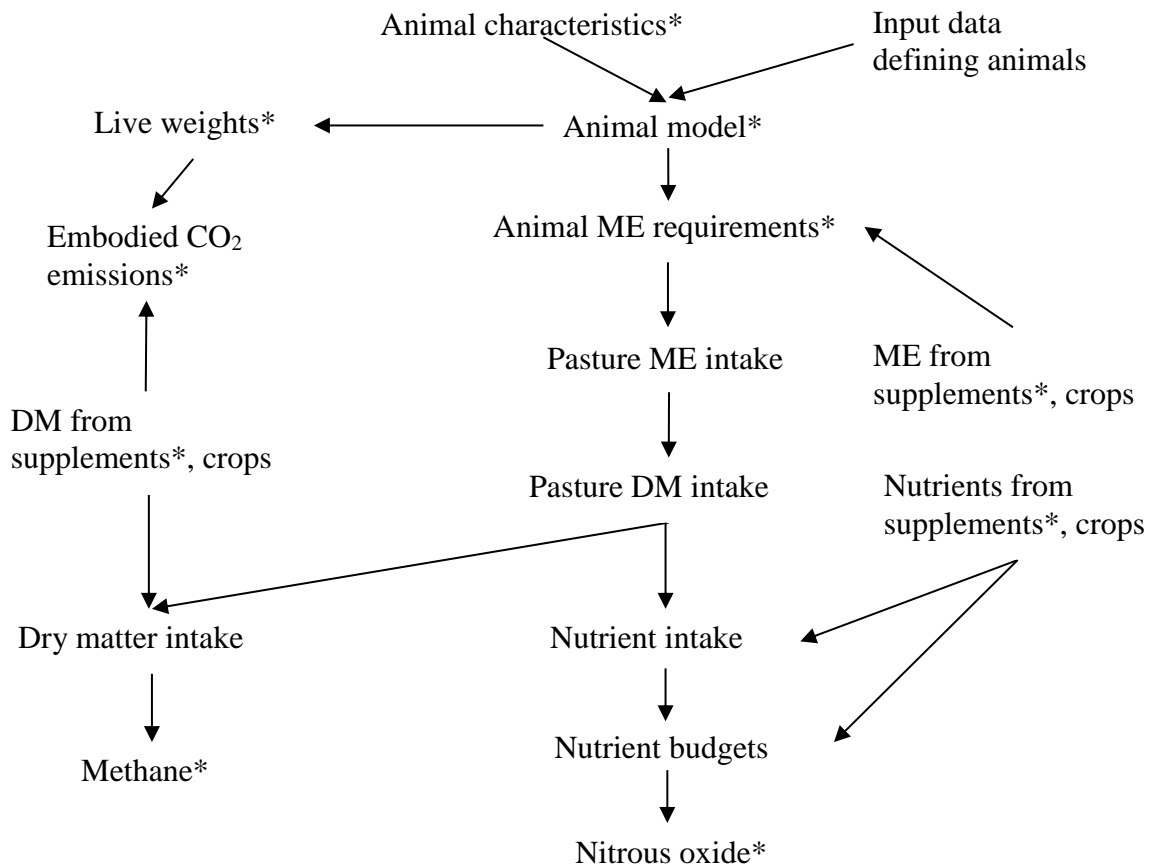 Animal characteristics*
Input data
defining animals
Live weights*
Animal model*
Embodied CO₂
emissions*
Animal ME requirements*
Pasture ME intake
ME from
supplements*, crops
DM from
supplements*, crops
Pasture DM intake
Nutrients from
supplements*, crops
Dry matter intake
Nutrient intake
Methane*
Nutrient budgets
Nitrous oxide*